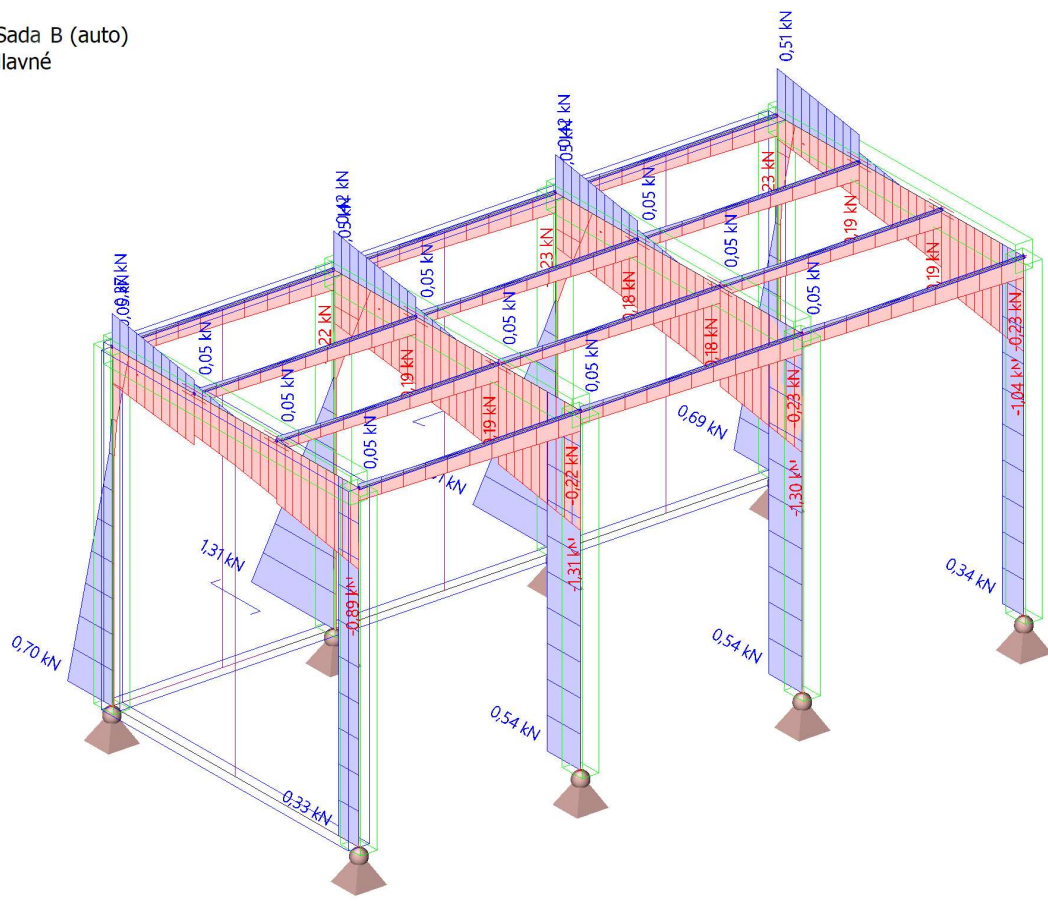 Sada B (auto)
lavné
0,51 kN
0,05 kN
0,05 kN
0,05 kN
0,05 kN
0,05 kN
0,05 kN
0,05 kN
0,05 kN
0,05 kN
23 kN
23 kN
22 kN
0,19 kN
0,19 kN
0,18 kN
0,18 kN
0,19 kN
0,19 kN
-0,23 kN
-1,04 kN
-0,23 kN
-1,30 kN
-0,22 kN
-1,31 kN
-0,89 kN
0,69 kN
1,31 kN
0,70 kN
0,33 kN
0,54 kN
0,54 kN
0,34 kN